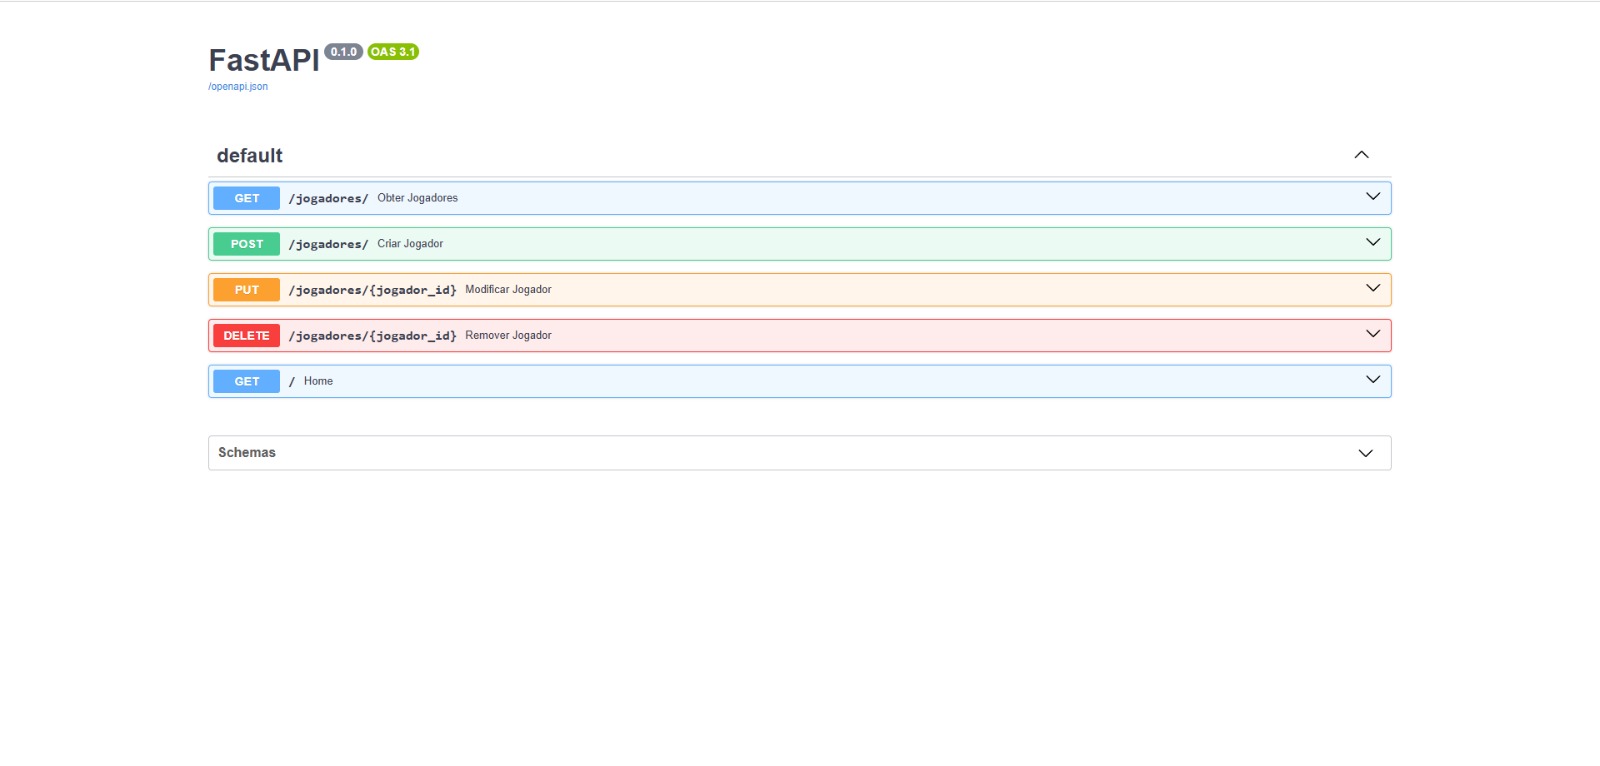 FastAPI 0.1.0 OAS 3.1
/openapi.json
default
GET /jogadores/ Obter Jogadores
POST /jogadores/ Criar Jogador
PUT /jogadores/{jogador_id} Modificar Jogador
DELETE /jogadores/{jogador_id} Remover Jogador
GET / Home
Schemas